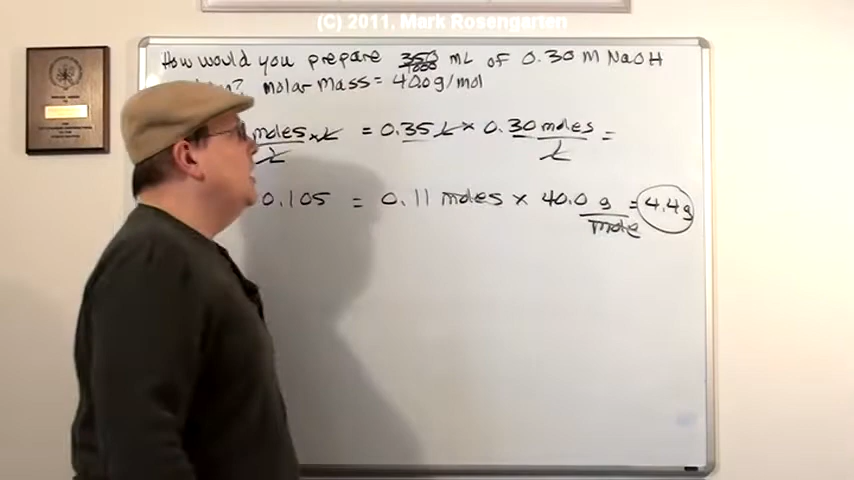 (C) 2011, Mark Rosengarten
How would you prepare 350 mL of 0.30 M NaOH
molar mass = 40.0 g/mol
moles x L = 0.35 L x 0.30 moles =
L L
0.105 = 0.11 moles x 40.0 g = 4.4g
mole